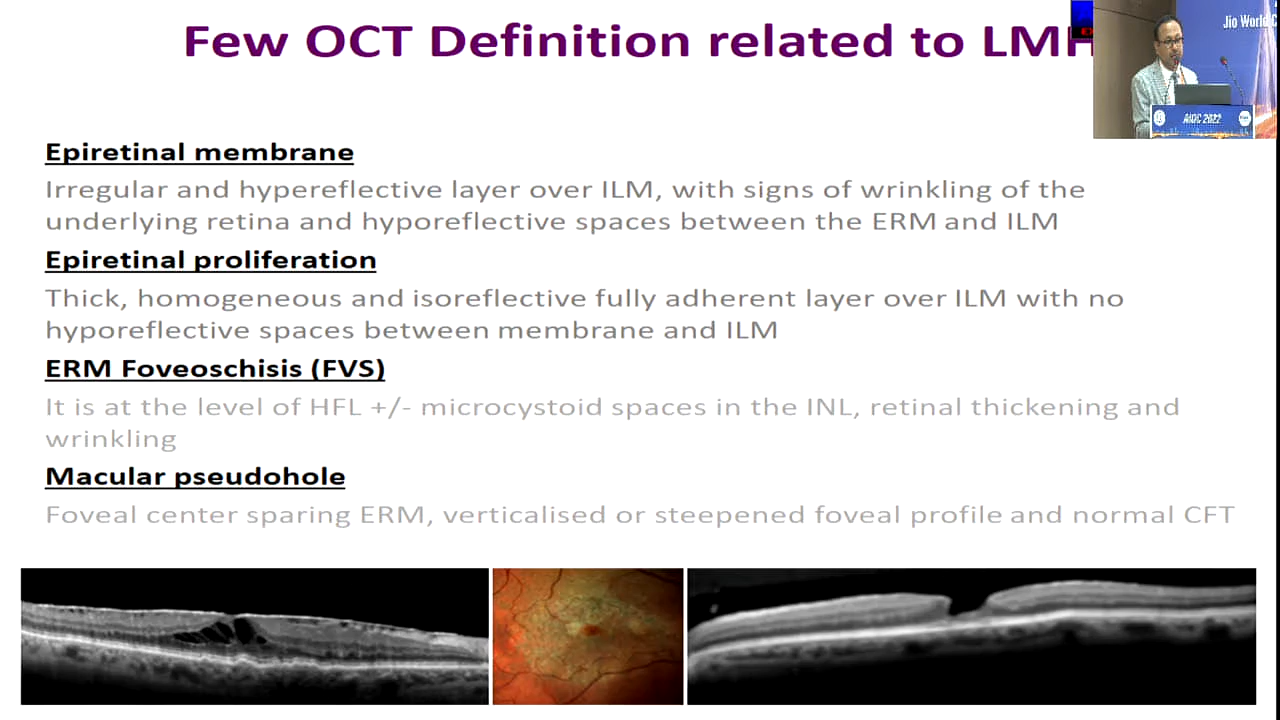 Few OCT Definition related to LMH
Jio World
Epiretinal membrane
Irregular and hypereflective layer over ILM, with signs of wrinkling of the
underlying retina and hyporeflective spaces between the ERM and ILM
Epiretinal proliferation
Thick, homogeneous and isoreflective fully adherent layer over ILM with no
hyporeflective spaces between membrane and ILM
ERM Foveoschisis (FVS)
It is at the level of HFL +/- microcystoid spaces in the INL, retinal thickening and
wrinkling
Macular pseudohole
Foveal center sparing ERM, verticalised or steepened foveal profile and normal CFT
AIOC 2022